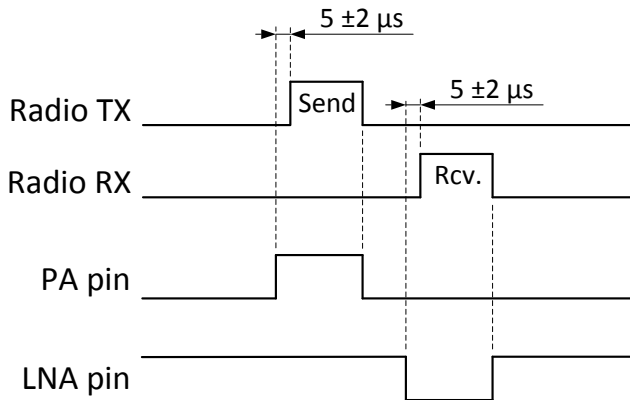 5 ±2 µs
Radio TX
Send
5 ±2 µs
Radio RX
Rcv.
PA pin
LNA pin